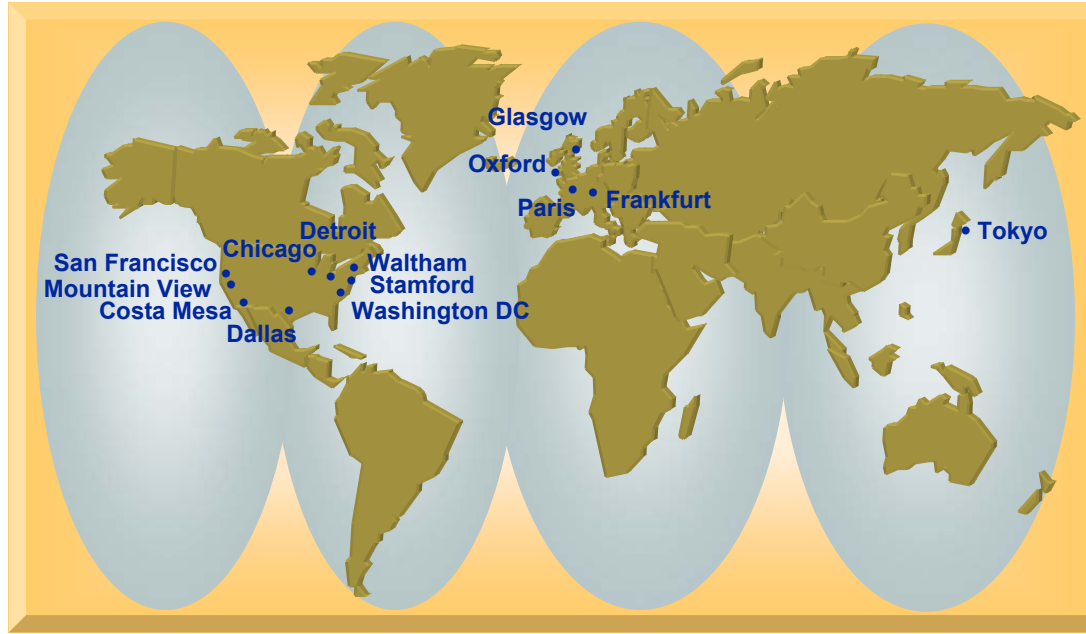 Glasgow
Oxford
Paris
Frankfurt
Tokyo
Detroit
Chicago
San Francisco
Waltham
Mountain View
Stamford
Costa Mesa
Washington DC
Dallas